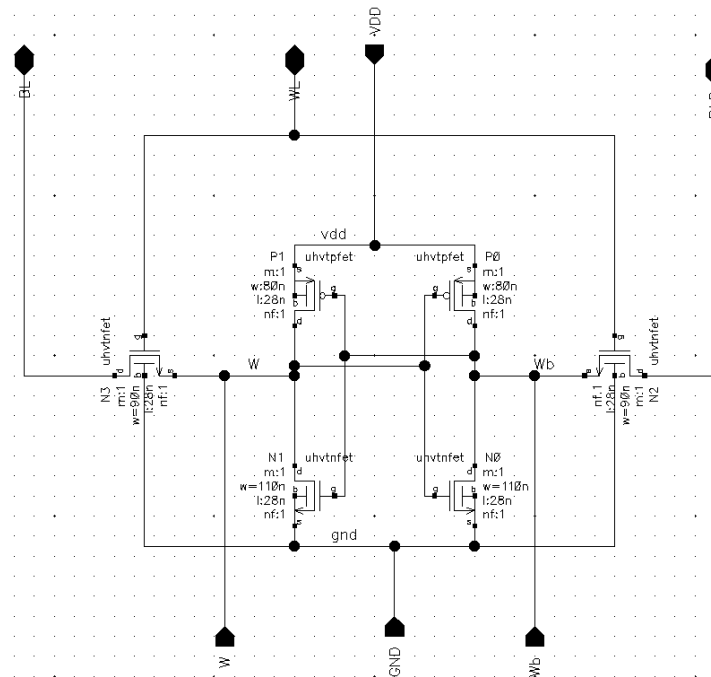 VDD
BL
WL
vdd
P1
uhvtpfet
P0
m:1
uhvtpfet
m:1
w:80n
w:80n
l:28n
l:28n
nf:1
nf:1
s
s
g
g
b
b
d
d
g
g
uhvtnfet
uhvtnfet
W
Wb
d
b
s
s
b
d
N3
m:1
w=90n
l:28n
nf:1
nf:1
l:28n
w=90n
m:1
N2
N1
uhvtnfet
uhvtnfet
N0
m:1
m:1
w=110n
w=110n
l:28n
l:28n
nf:1
nf:1
d
d
g
g
b
b
s
s
gnd
W
GND
Wb